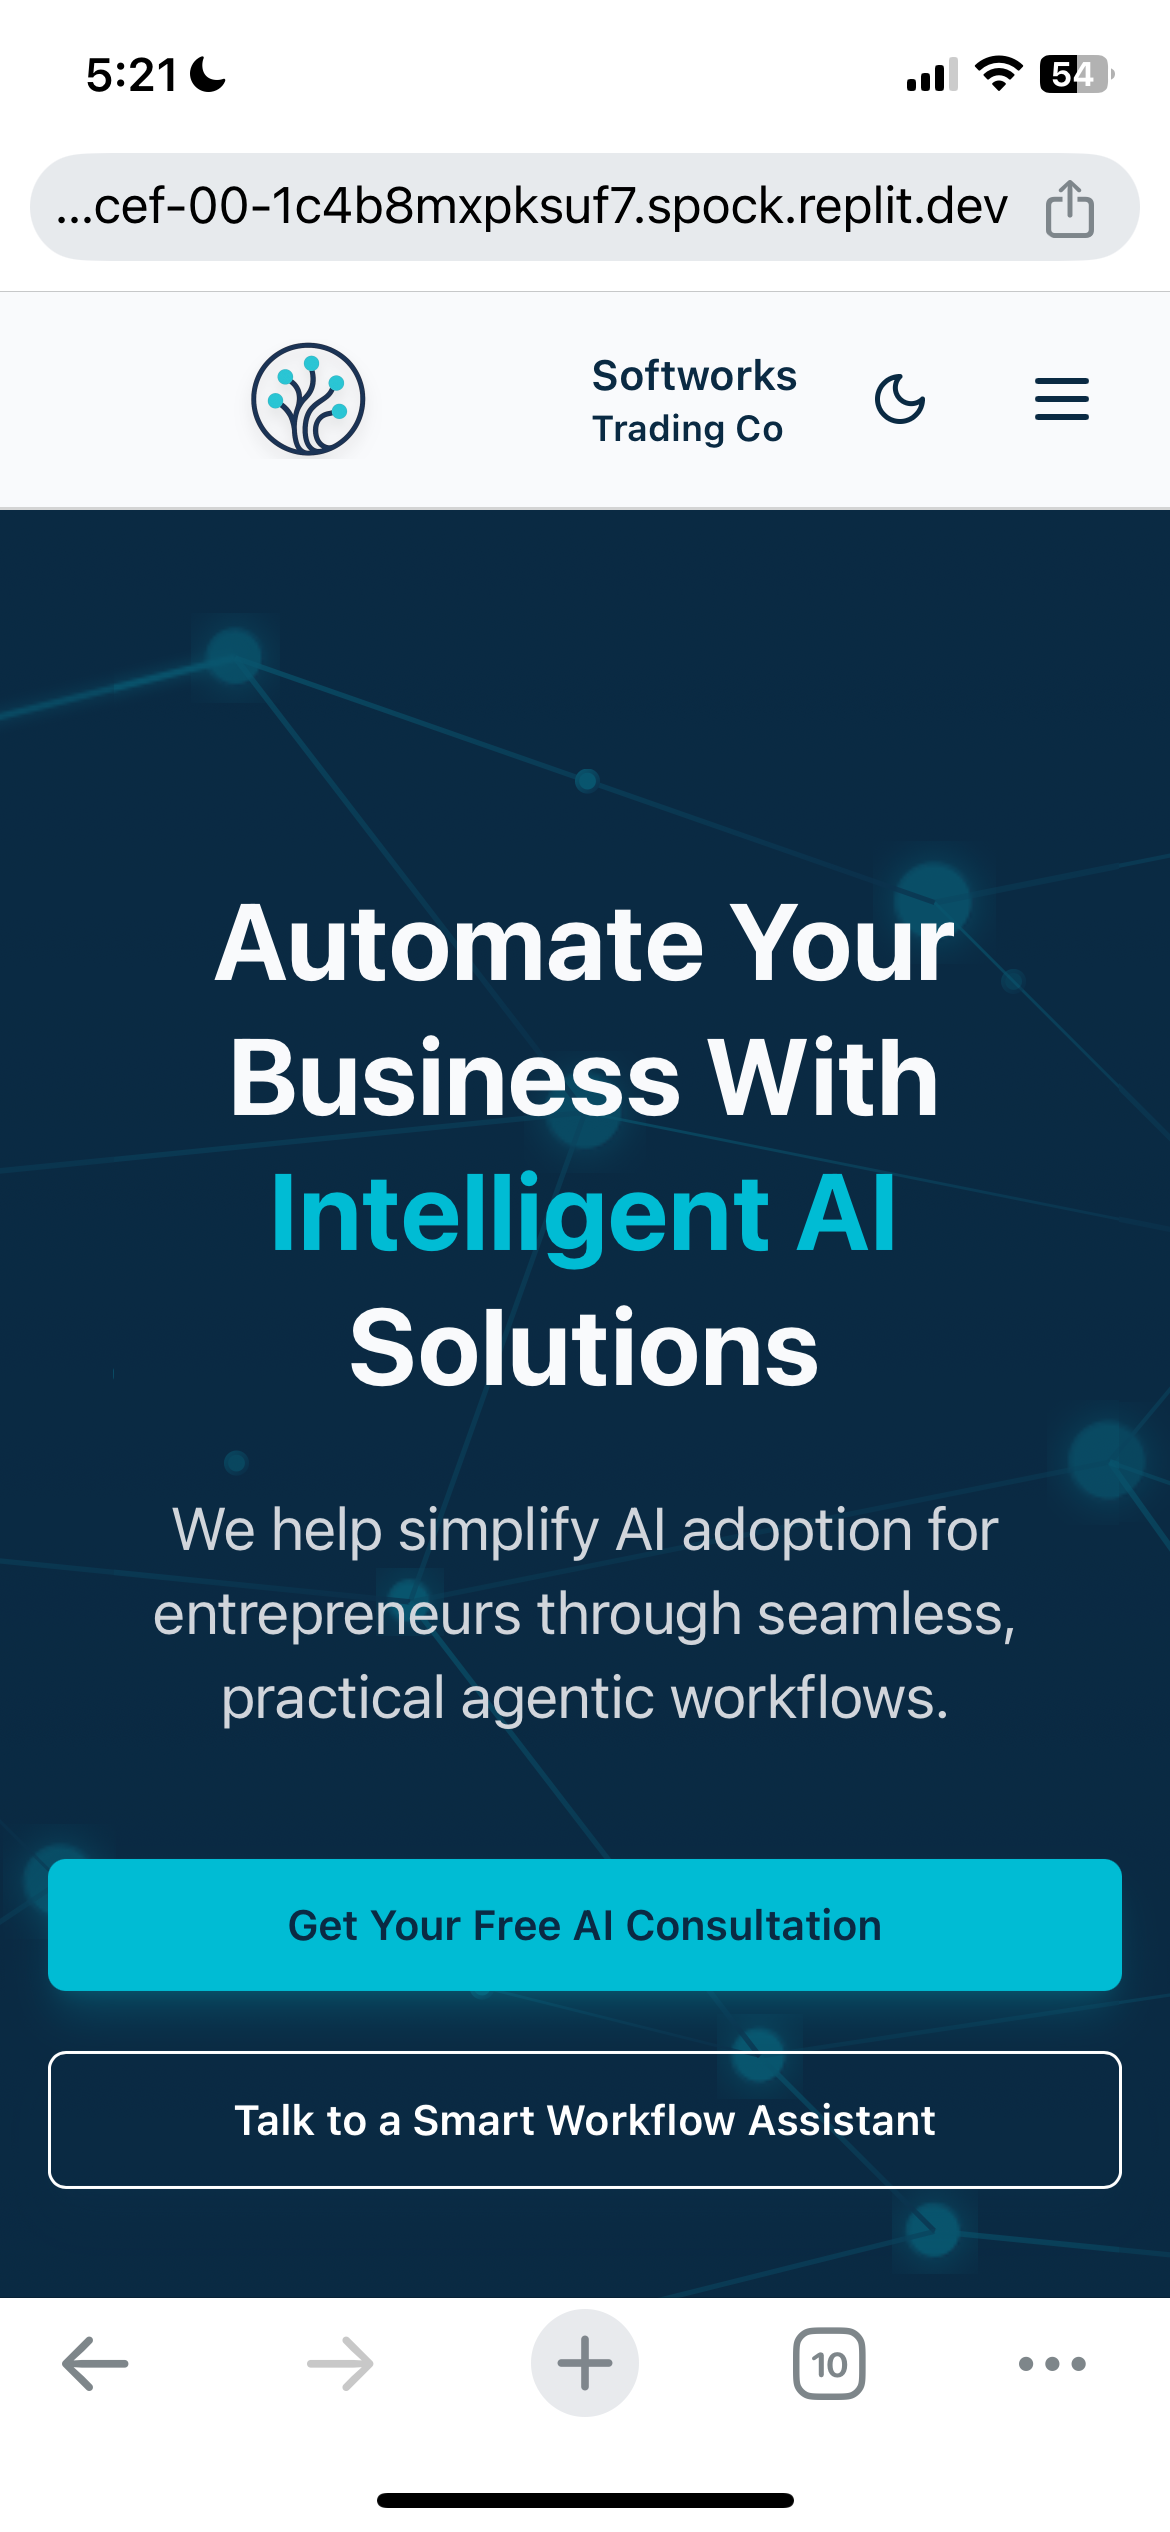 5:21
54
...cef-00-1c4b8mxpksuf7.spock.replit.dev
Softworks
Trading Co
Automate Your
Business With
Intelligent AI
Solutions
We help simplify AI adoption for
entrepreneurs through seamless,
practical agentic workflows.
Get Your Free AI Consultation
Talk to a Smart Workflow Assistant
10